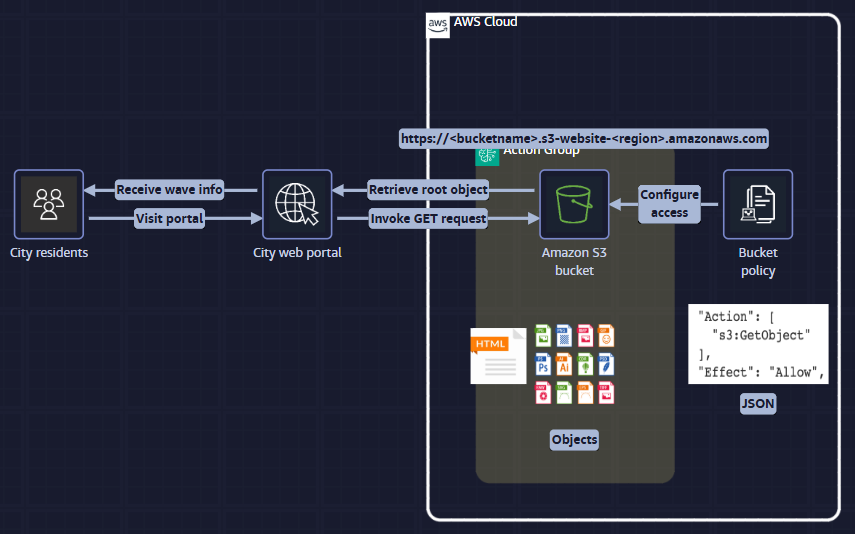 aws
AWS Cloud
https://<bucketname>.s3-website-<region>.amazonaws.com
Action Group
Receive wave info
Visit portal
Retrieve root object
Invoke GET request
Configure
access
City residents
City web portal
Amazon S3
bucket
Bucket
policy
HTML
Ps
Ai
"Action": [
"s3:GetObject"
],
"Effect": "Allow",
JSON
Objects